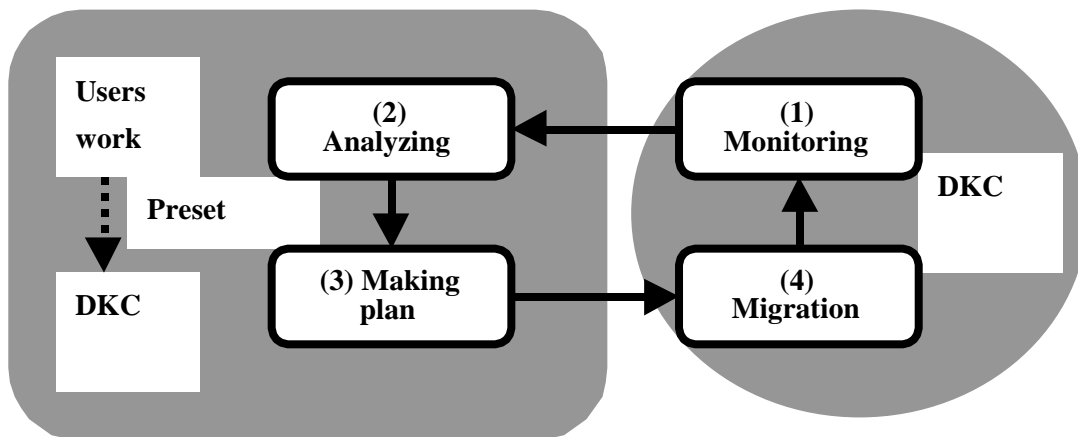 Users
work
Preset
DKC
(2)
Analyzing
(3) Making
plan
(1)
Monitoring
(4)
Migration
DKC